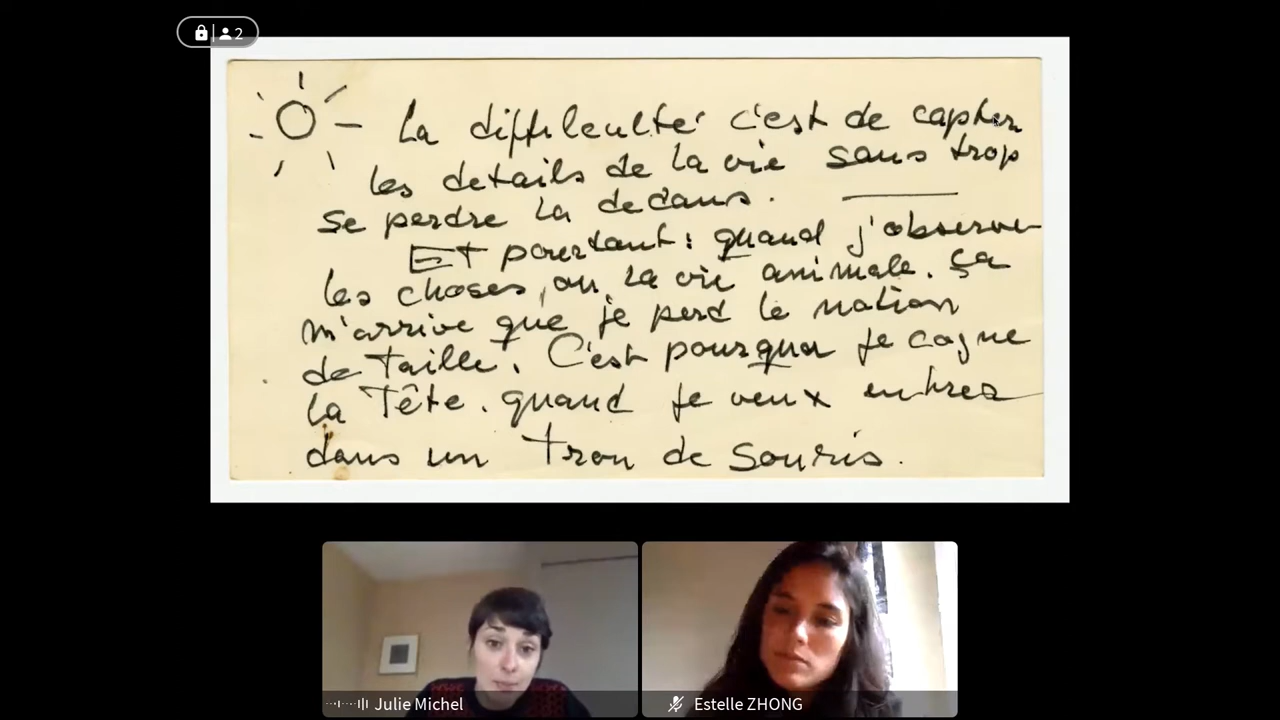 2
La difficulté c'est de capter
les details de la vie sans trop
se perdre la dedans.
Et pourtant : quand j'observe
les choses, ou la vie animale. ça
m'arrive que je perd le notion
de taille. C'est pourquoi je cogne
la Tête. quand je veux entrer
dans un Trou de souris.
Julie Michel
Estelle ZHONG